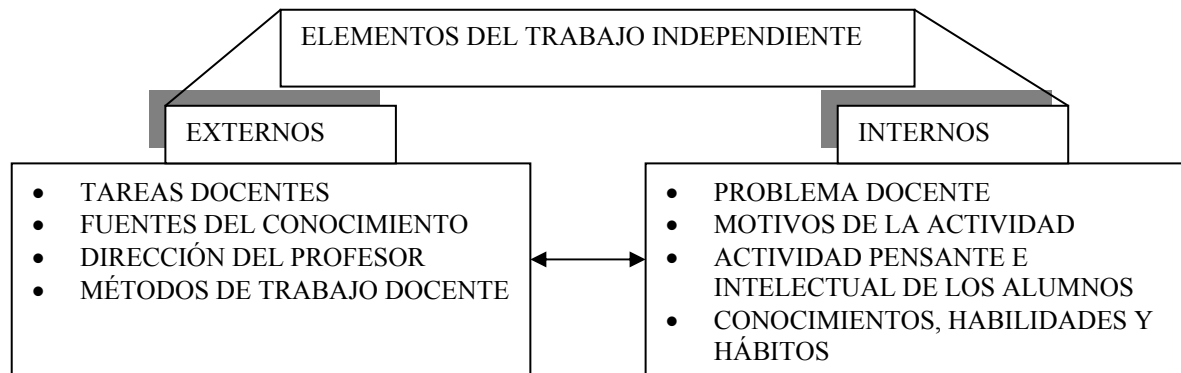 ELEMENTOS DEL TRABAJO INDEPENDIENTE
EXTERNOS
• TAREAS DOCENTES
• FUENTES DEL CONOCIMIENTO
• DIRECCIÓN DEL PROFESOR
• MÉTODOS DE TRABAJO DOCENTE
INTERNOS
• PROBLEMA DOCENTE
• MOTIVOS DE LA ACTIVIDAD
• ACTIVIDAD PENSANTE E
INTELECTUAL DE LOS ALUMNOS
• CONOCIMIENTOS, HABILIDADES Y
HÁBITOS